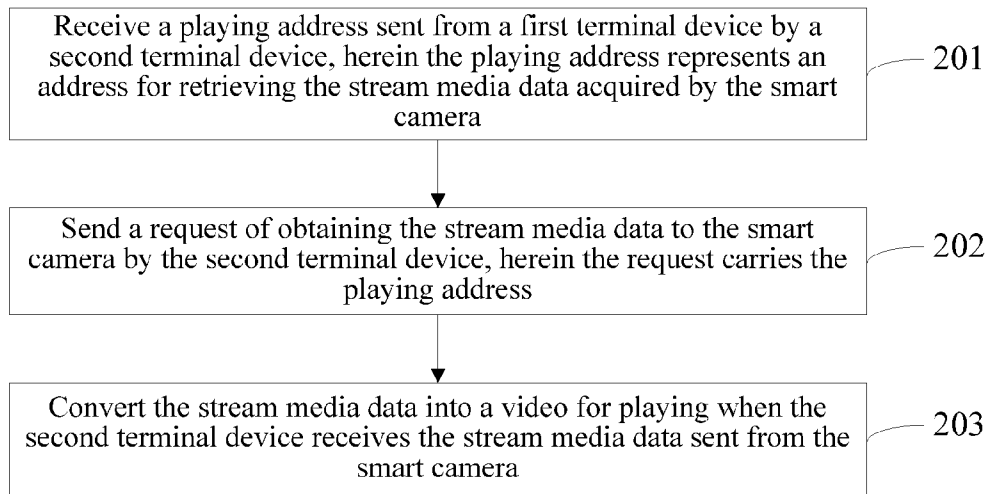 Receive a playing address sent from a first terminal device by a
second terminal device, herein the playing address represents an
address for retrieving the stream media data acquired by the smart
camera
201
Send a request of obtaining the stream media data to the smart
camera by the second terminal device, herein the request carries the
playing address
202
Convert the stream media data into a video for playing when the
second terminal device receives the stream media data sent from the
smart camera
203